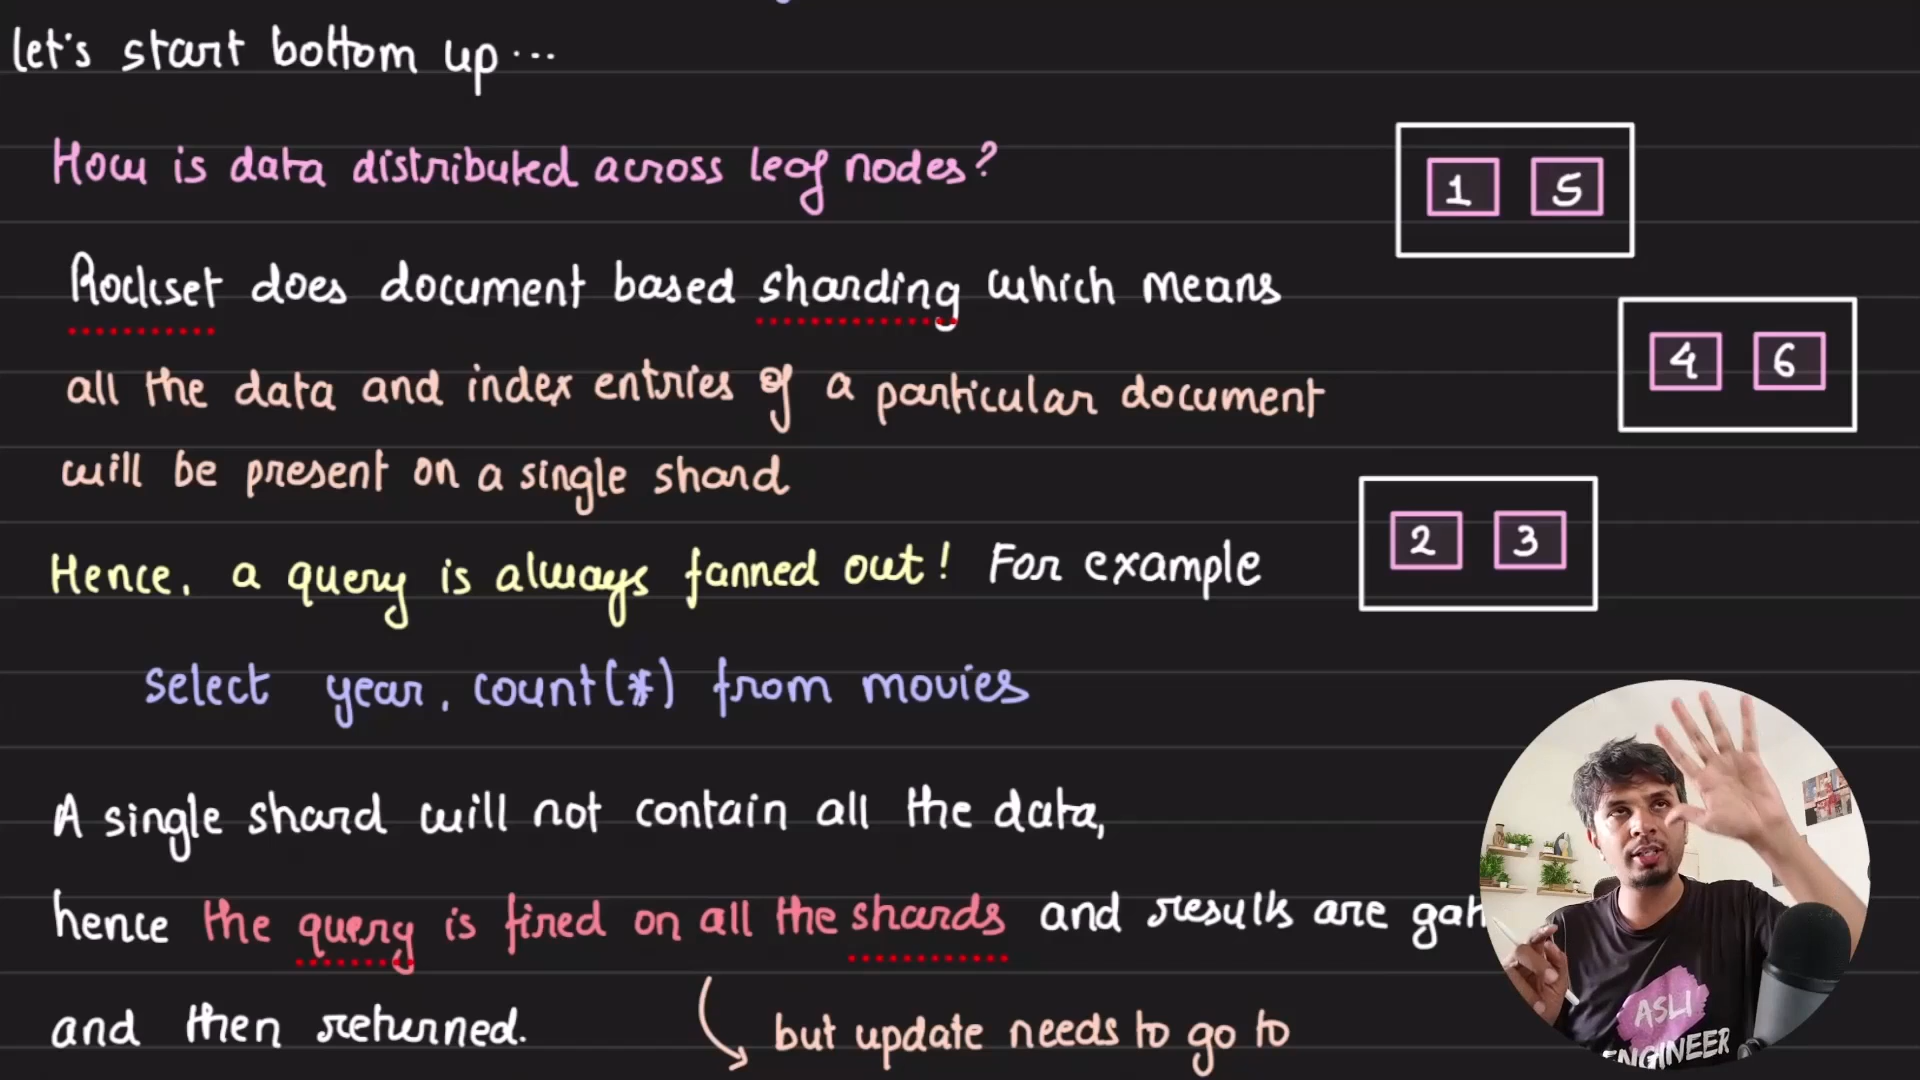 let's start bottom up ...
How is data distributed across leaf nodes?
1 5
Rockset does document based sharding which means
4 6
all the data and index entries of a particular document
will be present on a single shard
2 3
Hence, a query is always fanned out! For example
select year, count(*) from movies
A single shard will not contain all the data,
hence the query is fired on all the shards and results are
and then returned.
but update needs to go to
ASLI
ENGINEER